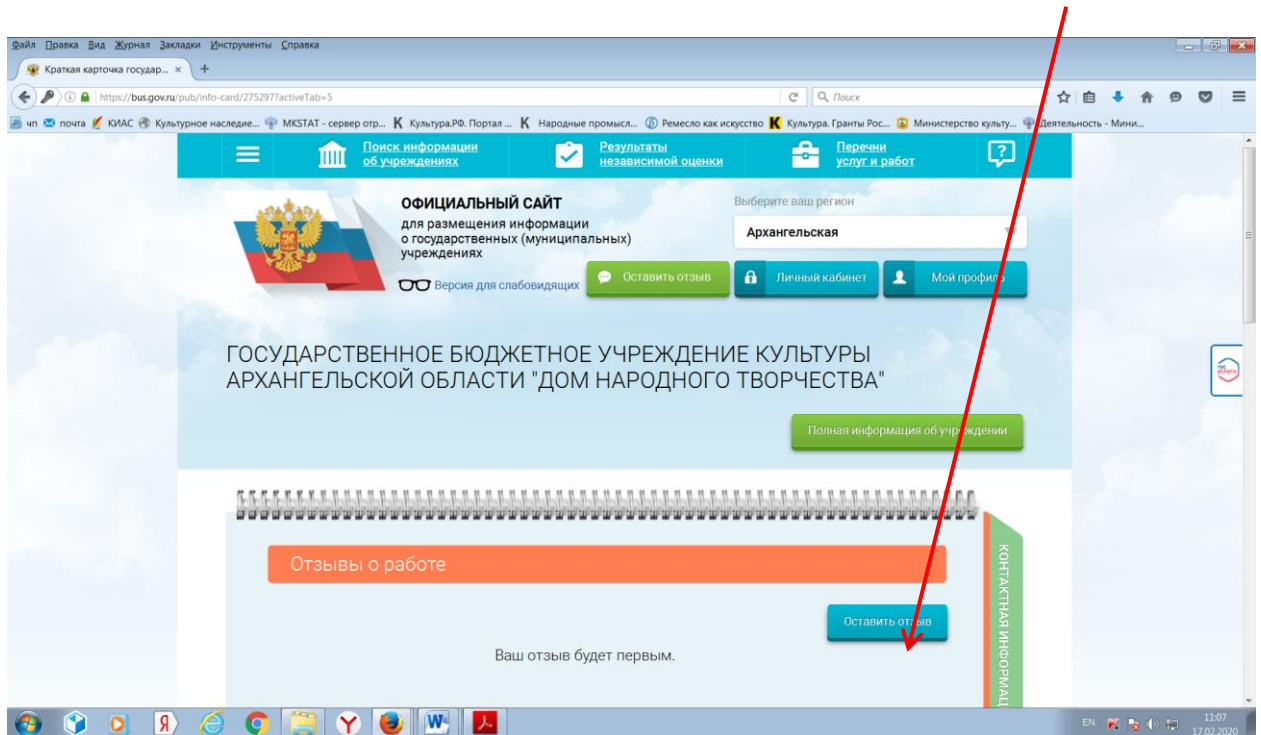 Файл Правка Вид Журнал Закладки Инструменты Справка
Краткая карточка государ... × +
https://bus.gov.ru/pub/info-card/275297?activeTab=5
Поиск
чп почта КИАС Культурное наследие... MKSTAT - сервер отр... Культура.РФ. Портал ... Народные промысл... Ремесло как искусство Культура. Гранты Рос... Министерство культу... Деятельность - Мини...
Поиск информации
об учреждениях
Результаты
независимой оценки
Перечни
услуг и работ
ОФИЦИАЛЬНЫЙ САЙТ
для размещения информации
о государственных (муниципальных)
учреждениях
Версия для слабовидящих
Выберите ваш регион
Архангельская
Оставить отзыв
Личный кабинет
Мой профиль
ГОСУДАРСТВЕННОЕ БЮДЖЕТНОЕ УЧРЕЖДЕНИЕ КУЛЬТУРЫ
АРХАНГЕЛЬСКОЙ ОБЛАСТИ "ДОМ НАРОДНОГО ТВОРЧЕСТВА"
Полная информация об учреждении
Отзывы о работе
Оставить отзыв
Ваш отзыв будет первым.
КОНТАКТНАЯ ИНФОРМАЦ
EN
11:07
17.02.2020